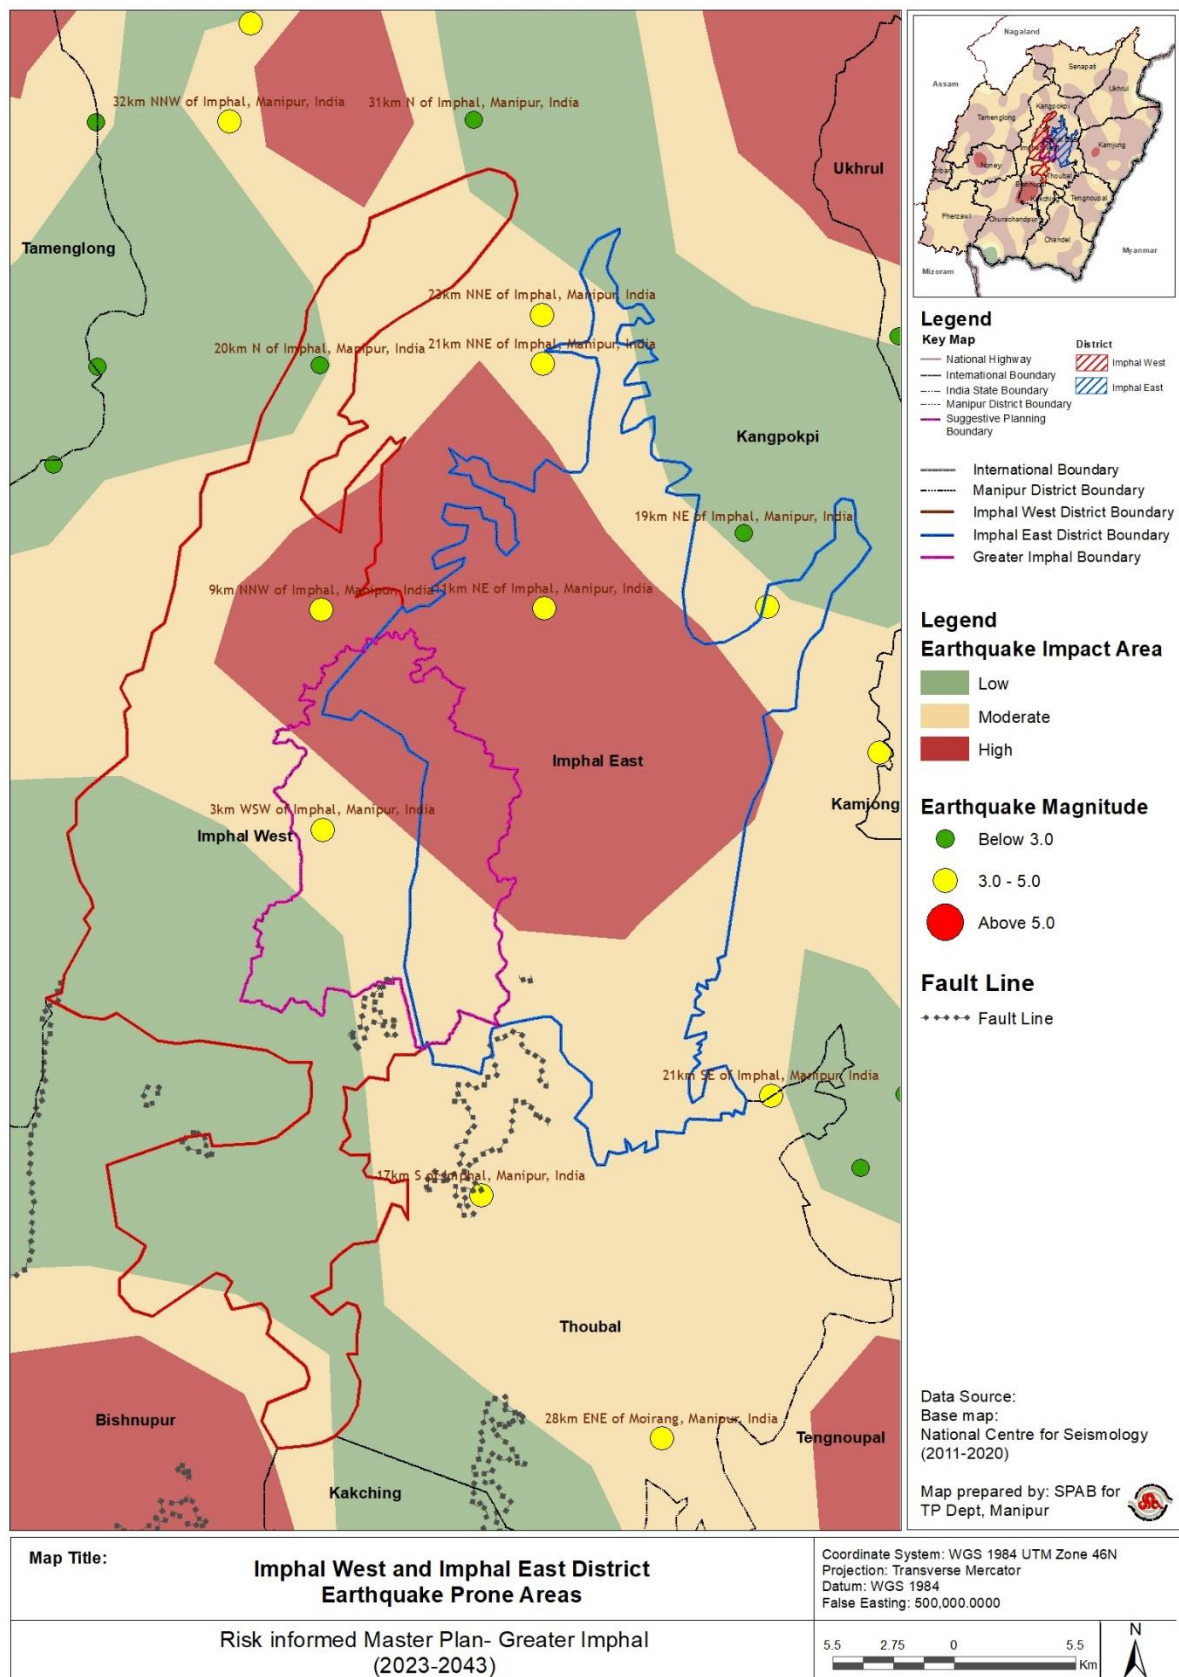 32km NNW of Imphal, Manipur, India
31km N of Imphal, Manipur, India
Ukhrul
Tamenglong
23km NNE of Imphal, Manipur, India
20km N of Imphal, Manipur, India
21km NNE of Imphal, Manipur, India
Kangpokpi
19km NE of Imphal, Manipur, India
9km NNW of Imphal, Manipur, India
11km NE of Imphal, Manipur, India
Imphal East
Kamjong
3km WSW of Imphal, Manipur, India
Imphal West
21km SE of Imphal, Manipur, India
17km S of Imphal, Manipur, India
Thoubal
Bishnupur
28km ENE of Moirang, Manipur, India
Tengnoupal
Kakching
Nagaland
Senapati
Assam
Ukhrul
Kangpokpi
Tamenglong
Kamjong
Noney
Thoubal
Tengnoupal
Kakching
Pherzawl
Churachandpur
Chandel
Myanmar
Mizoram
Legend
Key Map
National Highway
International Boundary
India State Boundary
Manipur District Boundary
Suggestive Planning
Boundary
District
Imphal West
Imphal East
International Boundary
Manipur District Boundary
Imphal West District Boundary
Imphal East District Boundary
Greater Imphal Boundary
Legend
Earthquake Impact Area
Low
Moderate
High
Earthquake Magnitude
Below 3.0
3.0 - 5.0
Above 5.0
Fault Line
Fault Line
Data Source:
Base map:
National Centre for Seismology
(2011-2020)
Map prepared by: SPAB for
TP Dept, Manipur
Map Title:
Imphal West and Imphal East District
Earthquake Prone Areas
Risk informed Master Plan- Greater Imphal
(2023-2043)
Coordinate System: WGS 1984 UTM Zone 46N
Projection: Transverse Mercator
Datum: WGS 1984
False Easting: 500,000.0000
5.5 2.75 0 5.5
Km
N